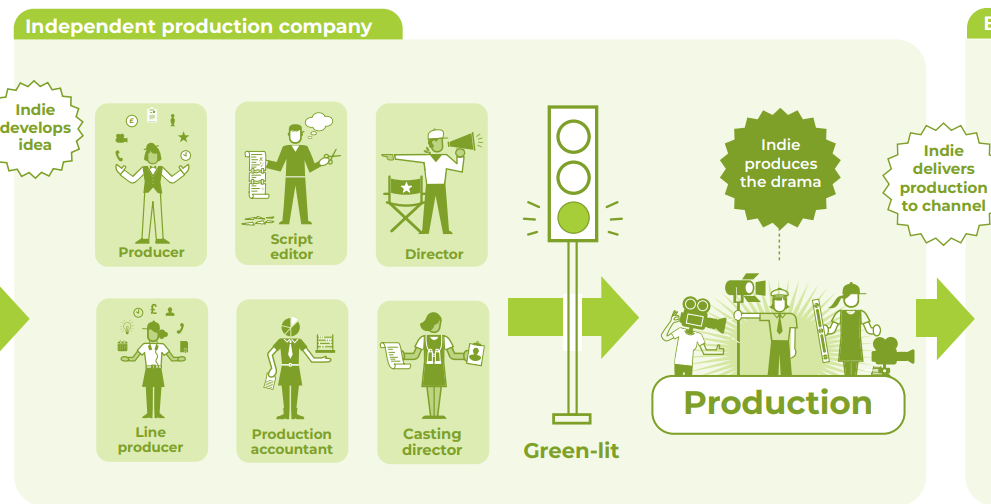 Independent production company
Indie
develops
idea
Producer
Script
editor
Director
Line
producer
Production
accountant
Casting
director
Green-lit
Indie
produces
the drama
Production
Indie
delivers
production
to channel